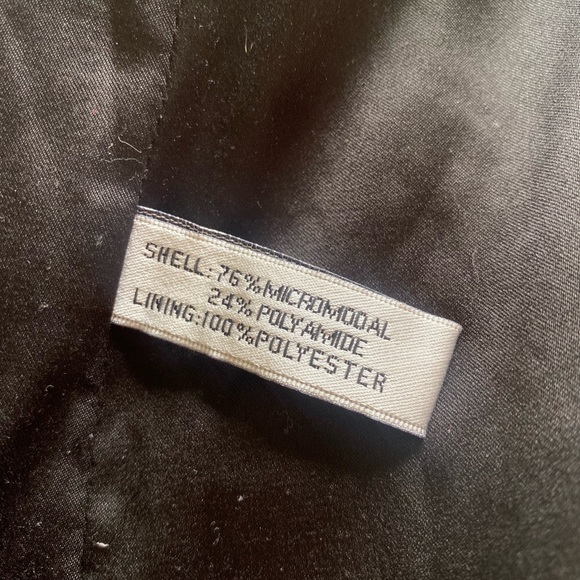 SHELL:76%MICROMODAL
24%POLYAMIDE
LINING:100%POLYESTER